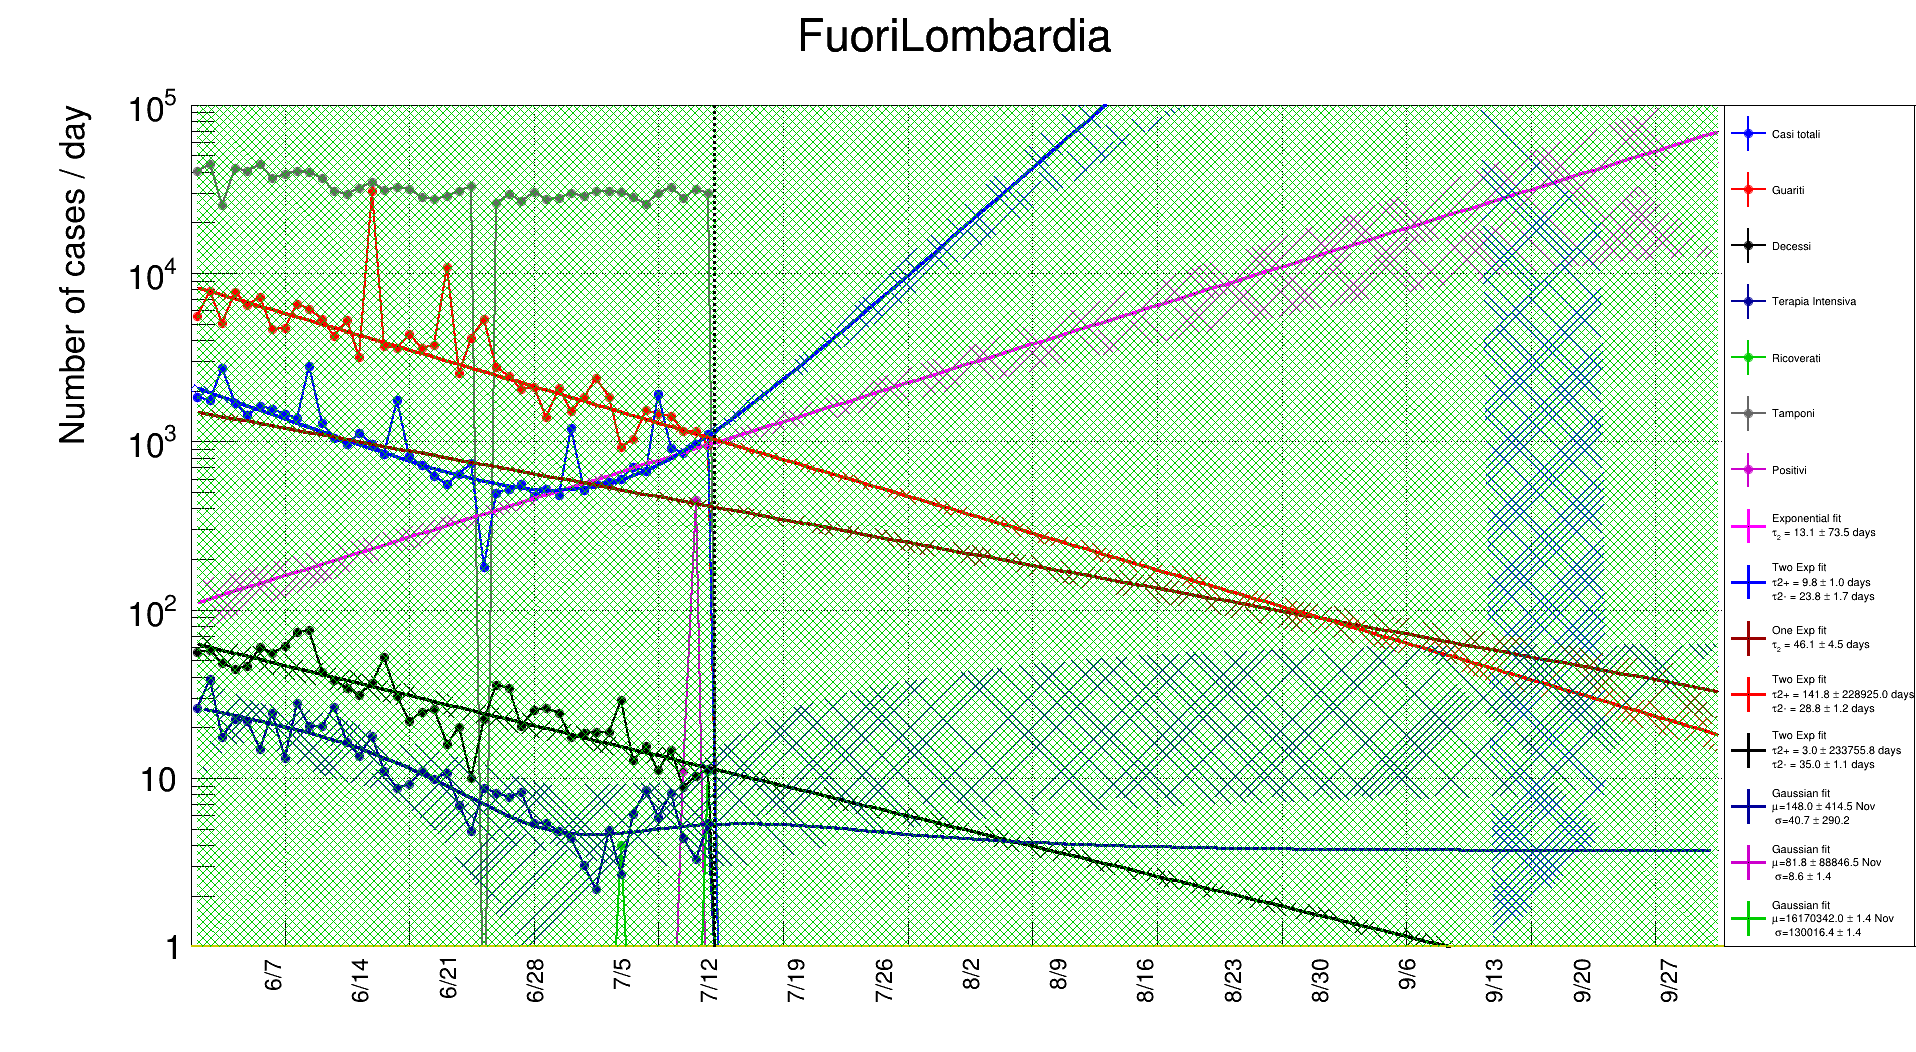 FuoriLombardia
Number of cases / day
10^5
10^4
10^3
10^2
10
1
6/7
6/14
6/21
6/28
7/5
7/12
7/19
7/26
8/2
8/9
8/16
8/23
8/30
9/6
9/13
9/20
9/27
Casi totali
Guariti
Decessi
Terapia Intensiva
Ricoverati
Tamponi
Positivi
Exponential fit
τ₂ = 13.1 ± 73.5 days
Two Exp fit
τ2+ = 9.8 ± 1.0 days
τ2- = 23.8 ± 1.7 days
One Exp fit
τ₂ = 46.1 ± 4.5 days
Two Exp fit
τ2+ = 141.8 ± 228925.0 days
τ2- = 28.8 ± 1.2 days
Two Exp fit
τ2+ = 3.0 ± 233755.8 days
τ2- = 35.0 ± 1.1 days
Gaussian fit
μ=148.0 ± 414.5 Nov
σ=40.7 ± 290.2
Gaussian fit
μ=81.8 ± 88846.5 Nov
σ=8.6 ± 1.4
Gaussian fit
μ=16170342.0 ± 1.4 Nov
σ=130016.4 ± 1.4